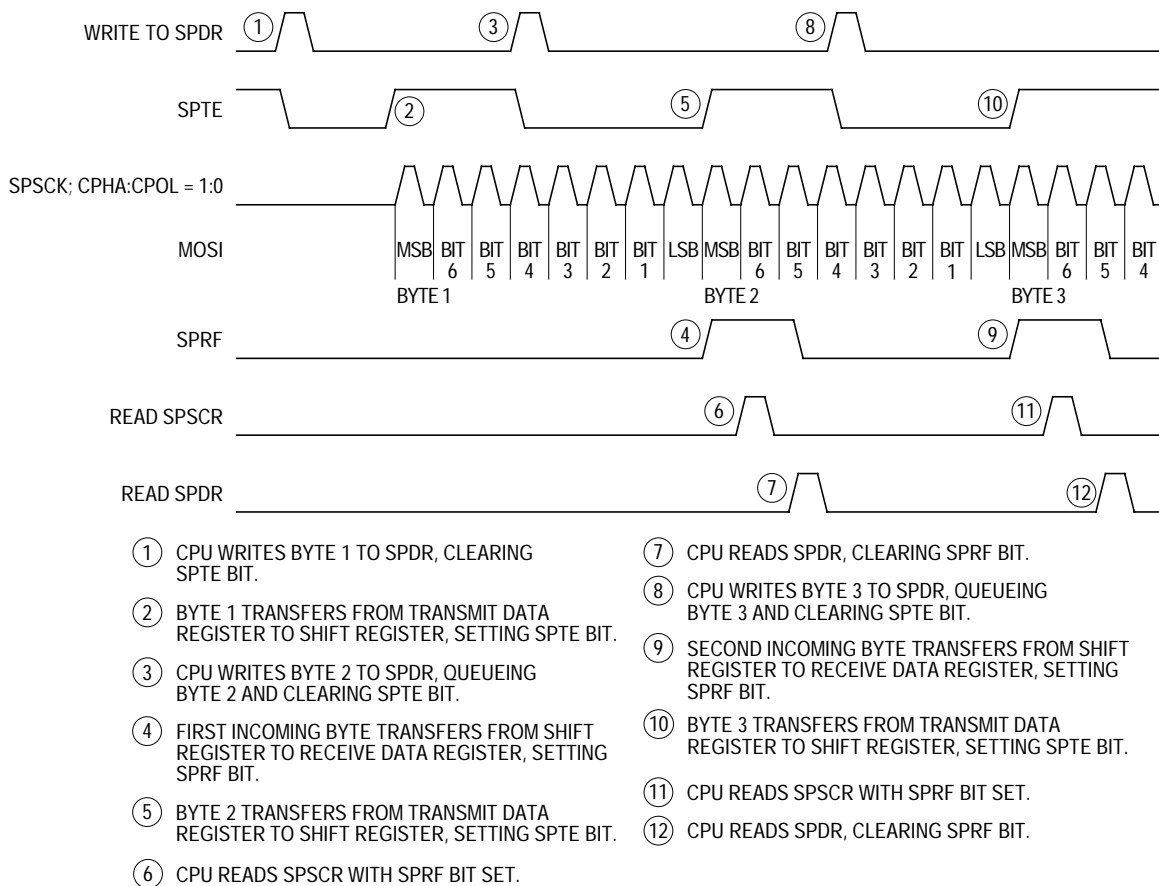 WRITE TO SPDR
1
3
8
SPTE
2
5
10
SPSCK; CPHA:CPOL = 1:0
MOSI
MSB BIT 6 BIT 5 BIT 4 BIT 3 BIT 2 BIT 1 LSB MSB BIT 6 BIT 5 BIT 4 BIT 3 BIT 2 BIT 1 LSB MSB BIT 6 BIT 5 BIT 4
BYTE 1
BYTE 2
BYTE 3
SPRF
4
9
READ SPSCR
6
11
READ SPDR
7
12
1 CPU WRITES BYTE 1 TO SPDR, CLEARING
SPTE BIT.
2 BYTE 1 TRANSFERS FROM TRANSMIT DATA
REGISTER TO SHIFT REGISTER, SETTING SPTE BIT.
3 CPU WRITES BYTE 2 TO SPDR, QUEUEING
BYTE 2 AND CLEARING SPTE BIT.
4 FIRST INCOMING BYTE TRANSFERS FROM SHIFT
REGISTER TO RECEIVE DATA REGISTER, SETTING
SPRF BIT.
5 BYTE 2 TRANSFERS FROM TRANSMIT DATA
REGISTER TO SHIFT REGISTER, SETTING SPTE BIT.
6 CPU READS SPSCR WITH SPRF BIT SET.
7 CPU READS SPDR, CLEARING SPRF BIT.
8 CPU WRITES BYTE 3 TO SPDR, QUEUEING
BYTE 3 AND CLEARING SPTE BIT.
9 SECOND INCOMING BYTE TRANSFERS FROM SHIFT
REGISTER TO RECEIVE DATA REGISTER, SETTING
SPRF BIT.
10 BYTE 3 TRANSFERS FROM TRANSMIT DATA
REGISTER TO SHIFT REGISTER, SETTING SPTE BIT.
11 CPU READS SPSCR WITH SPRF BIT SET.
12 CPU READS SPDR, CLEARING SPRF BIT.